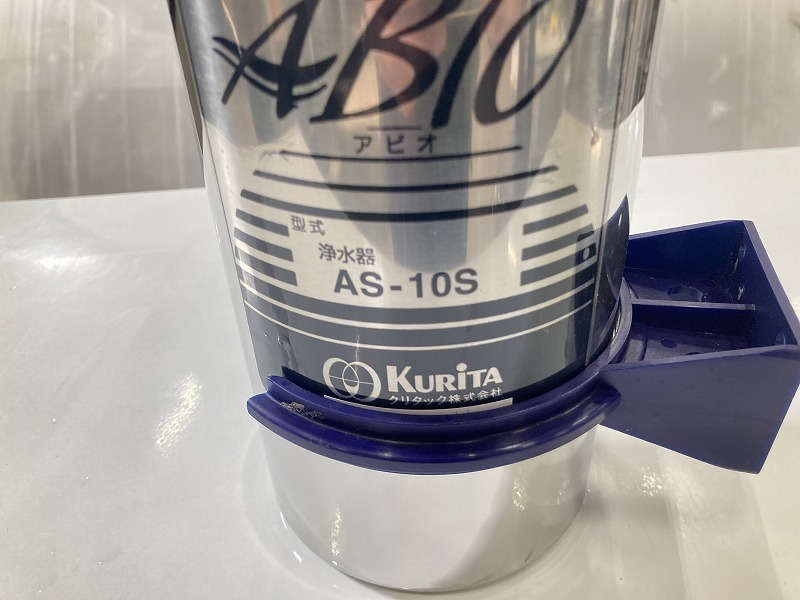 ABIO
アビオ
型式
浄水器
AS-10S
KURITA
クリタック株式会社